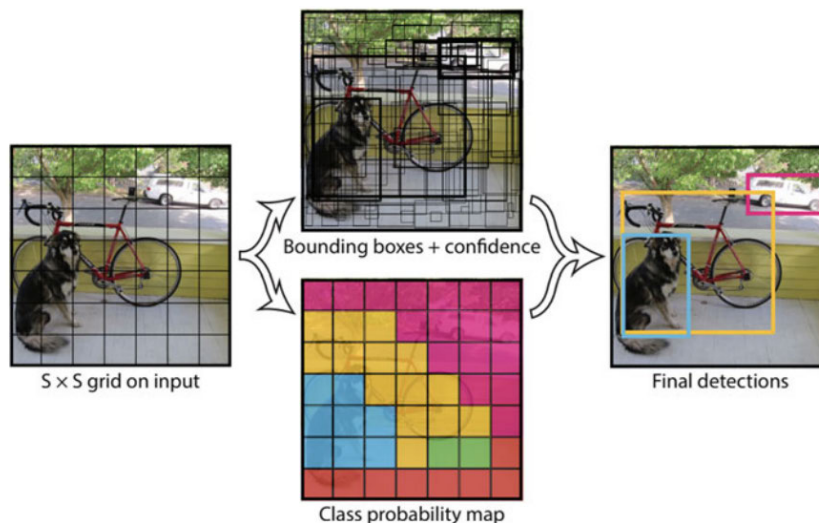 Bounding boxes + confidence
S × S grid on input
Final detections
Class probability map